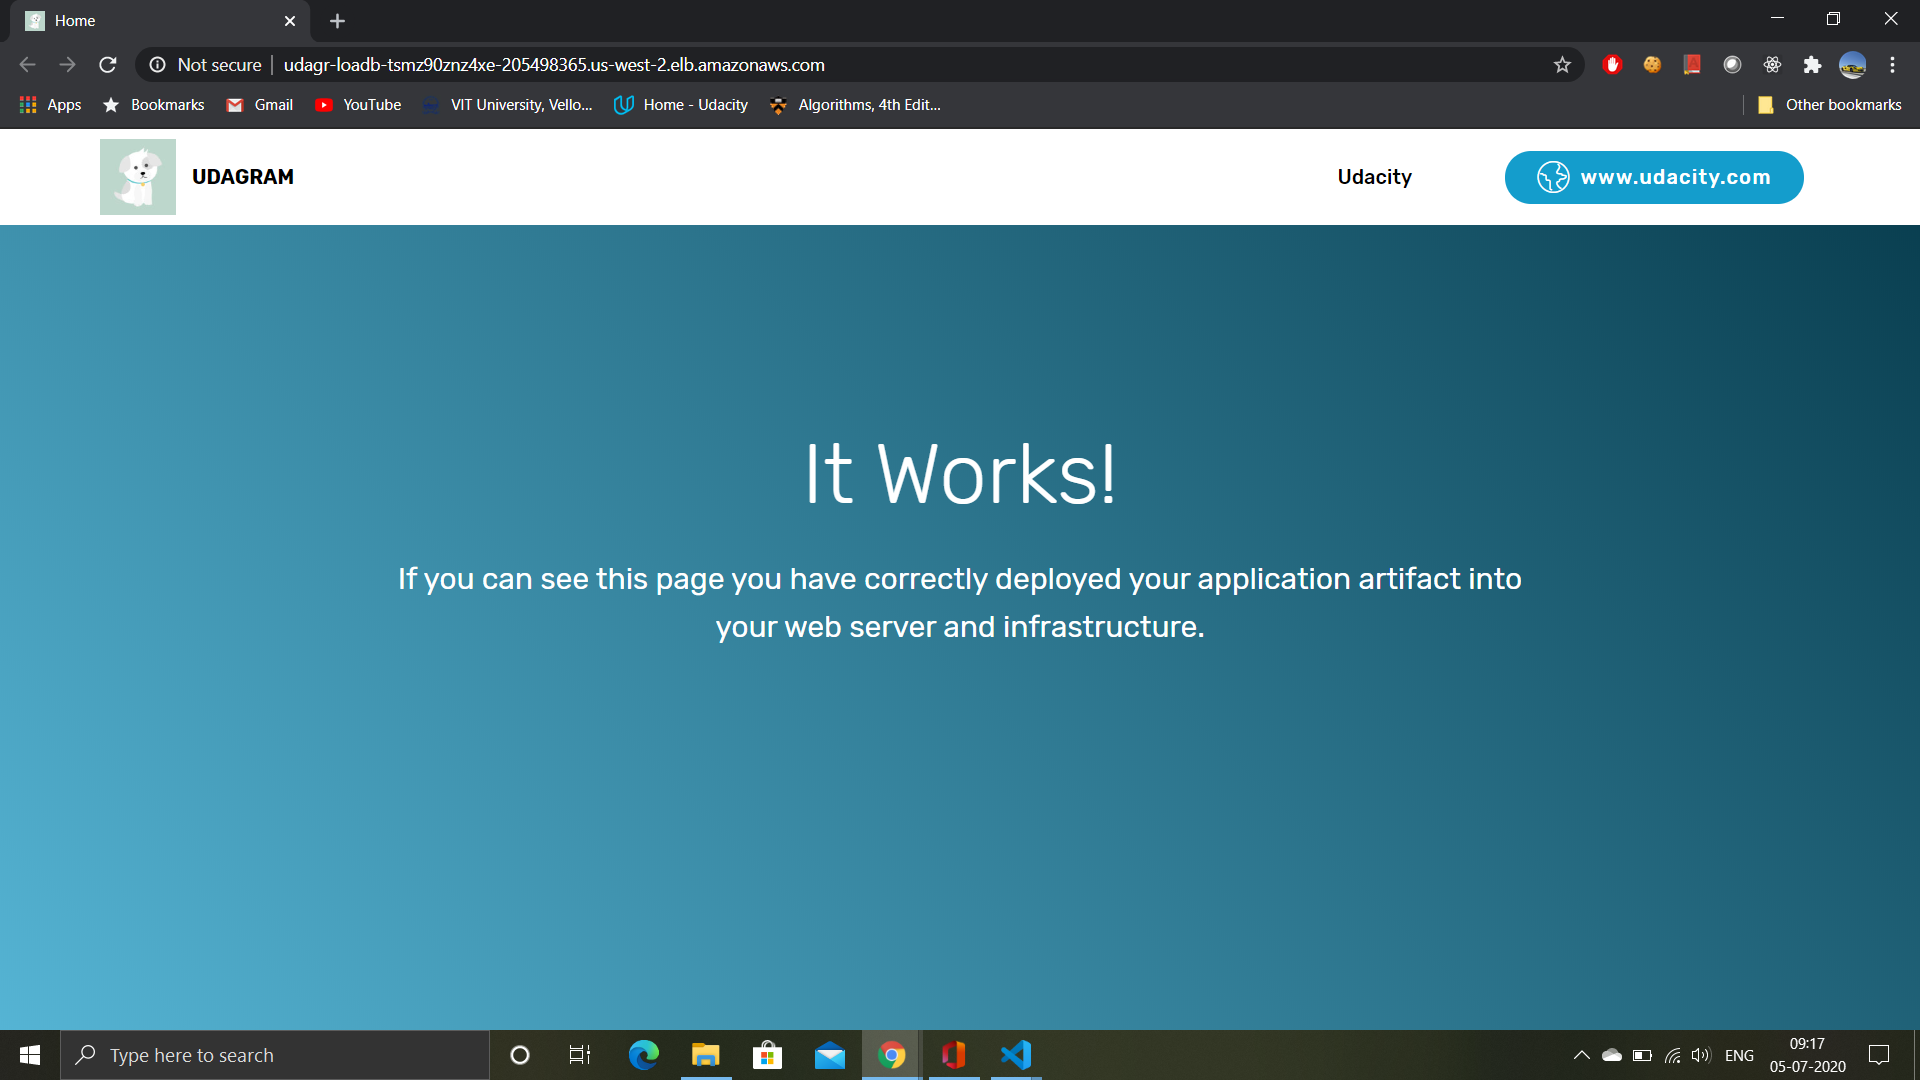 Home
Not secure
udagr-loadb-tsmz90znz4xe-205498365.us-west-2.elb.amazonaws.com
Apps
Bookmarks
Gmail
YouTube
VIT University, Vello...
Home - Udacity
Algorithms, 4th Edit...
Other bookmarks
UDAGRAM
Udacity
www.udacity.com
It Works!
If you can see this page you have correctly deployed your application artifact into
your web server and infrastructure.
Type here to search
ENG
09:17
05-07-2020